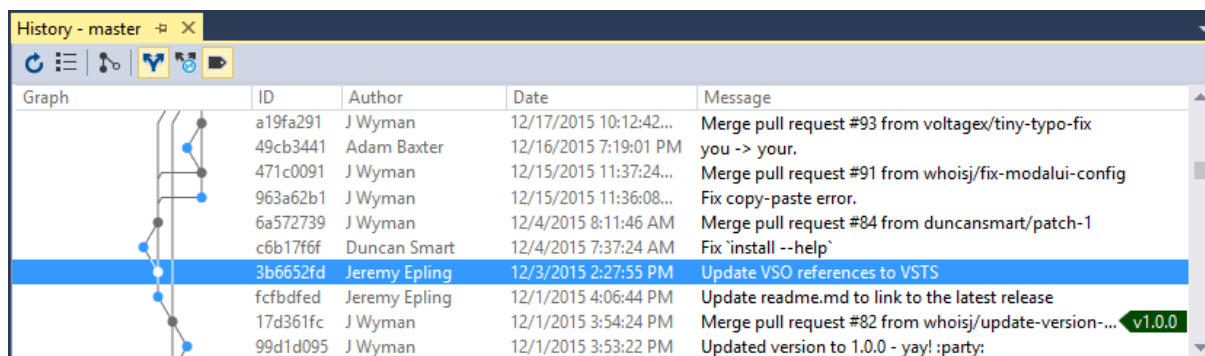 History - master
Graph ID Author Date Message
a19fa291 J Wyman 12/17/2015 10:12:42... Merge pull request #93 from voltagex/tiny-typo-fix
49cb3441 Adam Baxter 12/16/2015 7:19:01 PM you -> your.
471c0091 J Wyman 12/15/2015 11:37:24... Merge pull request #91 from whoisj/fix-modalui-config
963a62b1 J Wyman 12/15/2015 11:36:08... Fix copy-paste error.
6a572739 J Wyman 12/4/2015 8:11:46 AM Merge pull request #84 from duncansmart/patch-1
c6b17f6f Duncan Smart 12/4/2015 7:37:24 AM Fix `install --help`
3b6652fd Jeremy Epling 12/3/2015 2:27:55 PM Update VSO references to VSTS
fcfbdfed Jeremy Epling 12/1/2015 4:06:44 PM Update readme.md to link to the latest release
17d361fc J Wyman 12/1/2015 3:54:24 PM Merge pull request #82 from whoisj/update-version-... v1.0.0
99d1d095 J Wyman 12/1/2015 3:53:22 PM Updated version to 1.0.0 - yay! :party: